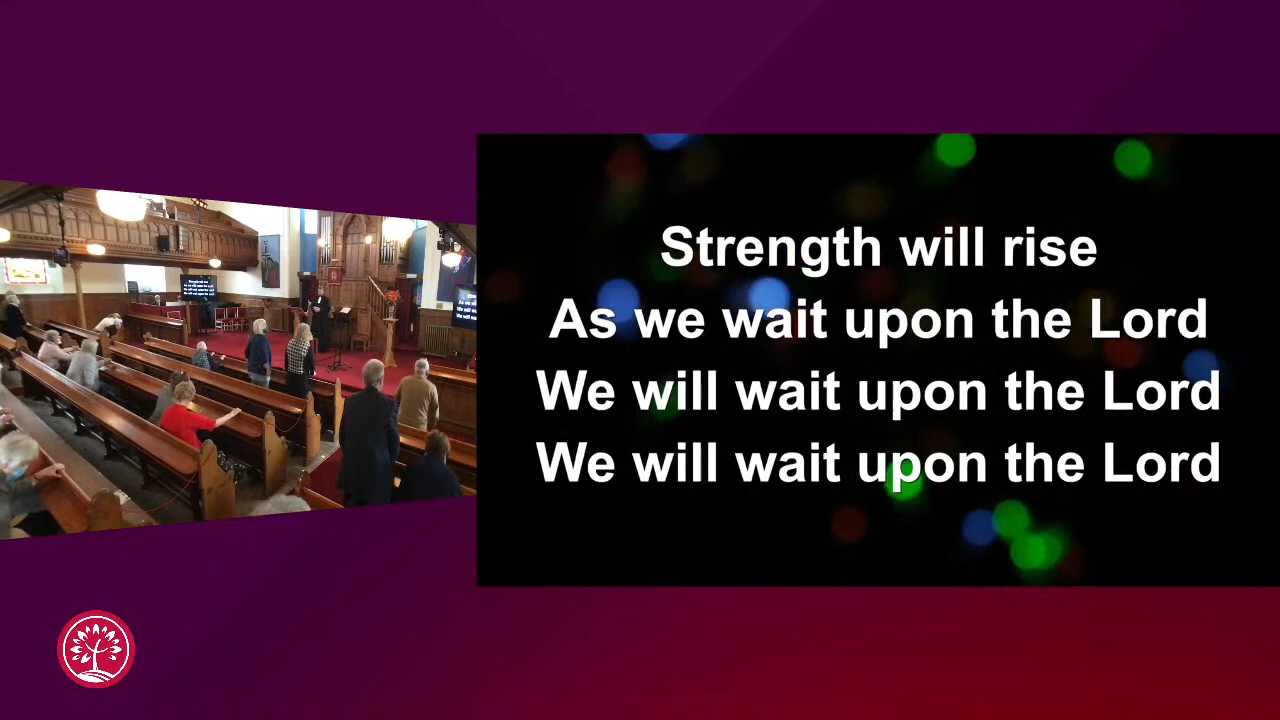 Strength will rise
As we wait upon the Lord
We will wait upon the Lord
We will wait upon the Lord